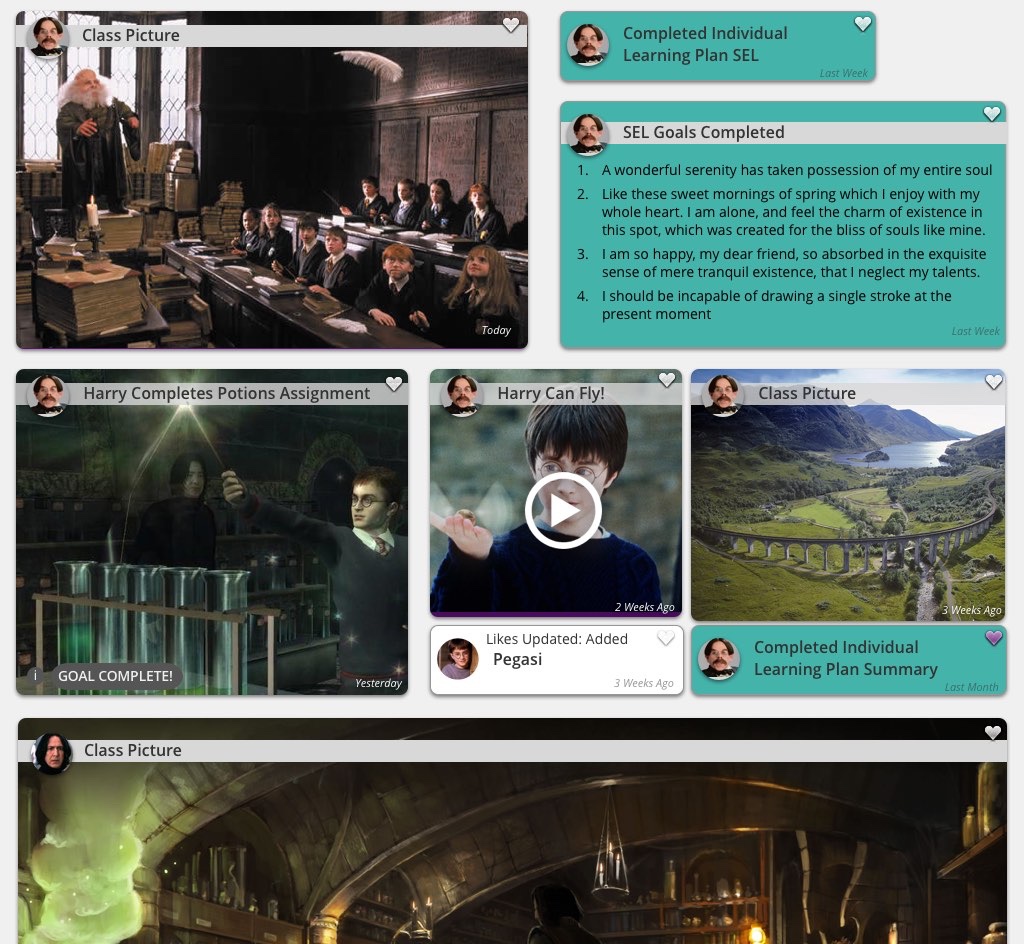 Class Picture
Today
Completed Individual
Learning Plan SEL
Last Week
SEL Goals Completed
1. A wonderful serenity has taken possession of my entire soul
2. Like these sweet mornings of spring which I enjoy with my
whole heart. I am alone, and feel the charm of existence in
this spot, which was created for the bliss of souls like mine.
3. I am so happy, my dear friend, so absorbed in the exquisite
sense of mere tranquil existence, that I neglect my talents.
4. I should be incapable of drawing a single stroke at the
present moment
Last Week
Harry Completes Potions Assignment
i GOAL COMPLETE!
Yesterday
Harry Can Fly!
2 Weeks Ago
Class Picture
3 Weeks Ago
Likes Updated: Added
Pegasi
3 Weeks Ago
Completed Individual
Learning Plan Summary
Last Month
Class Picture